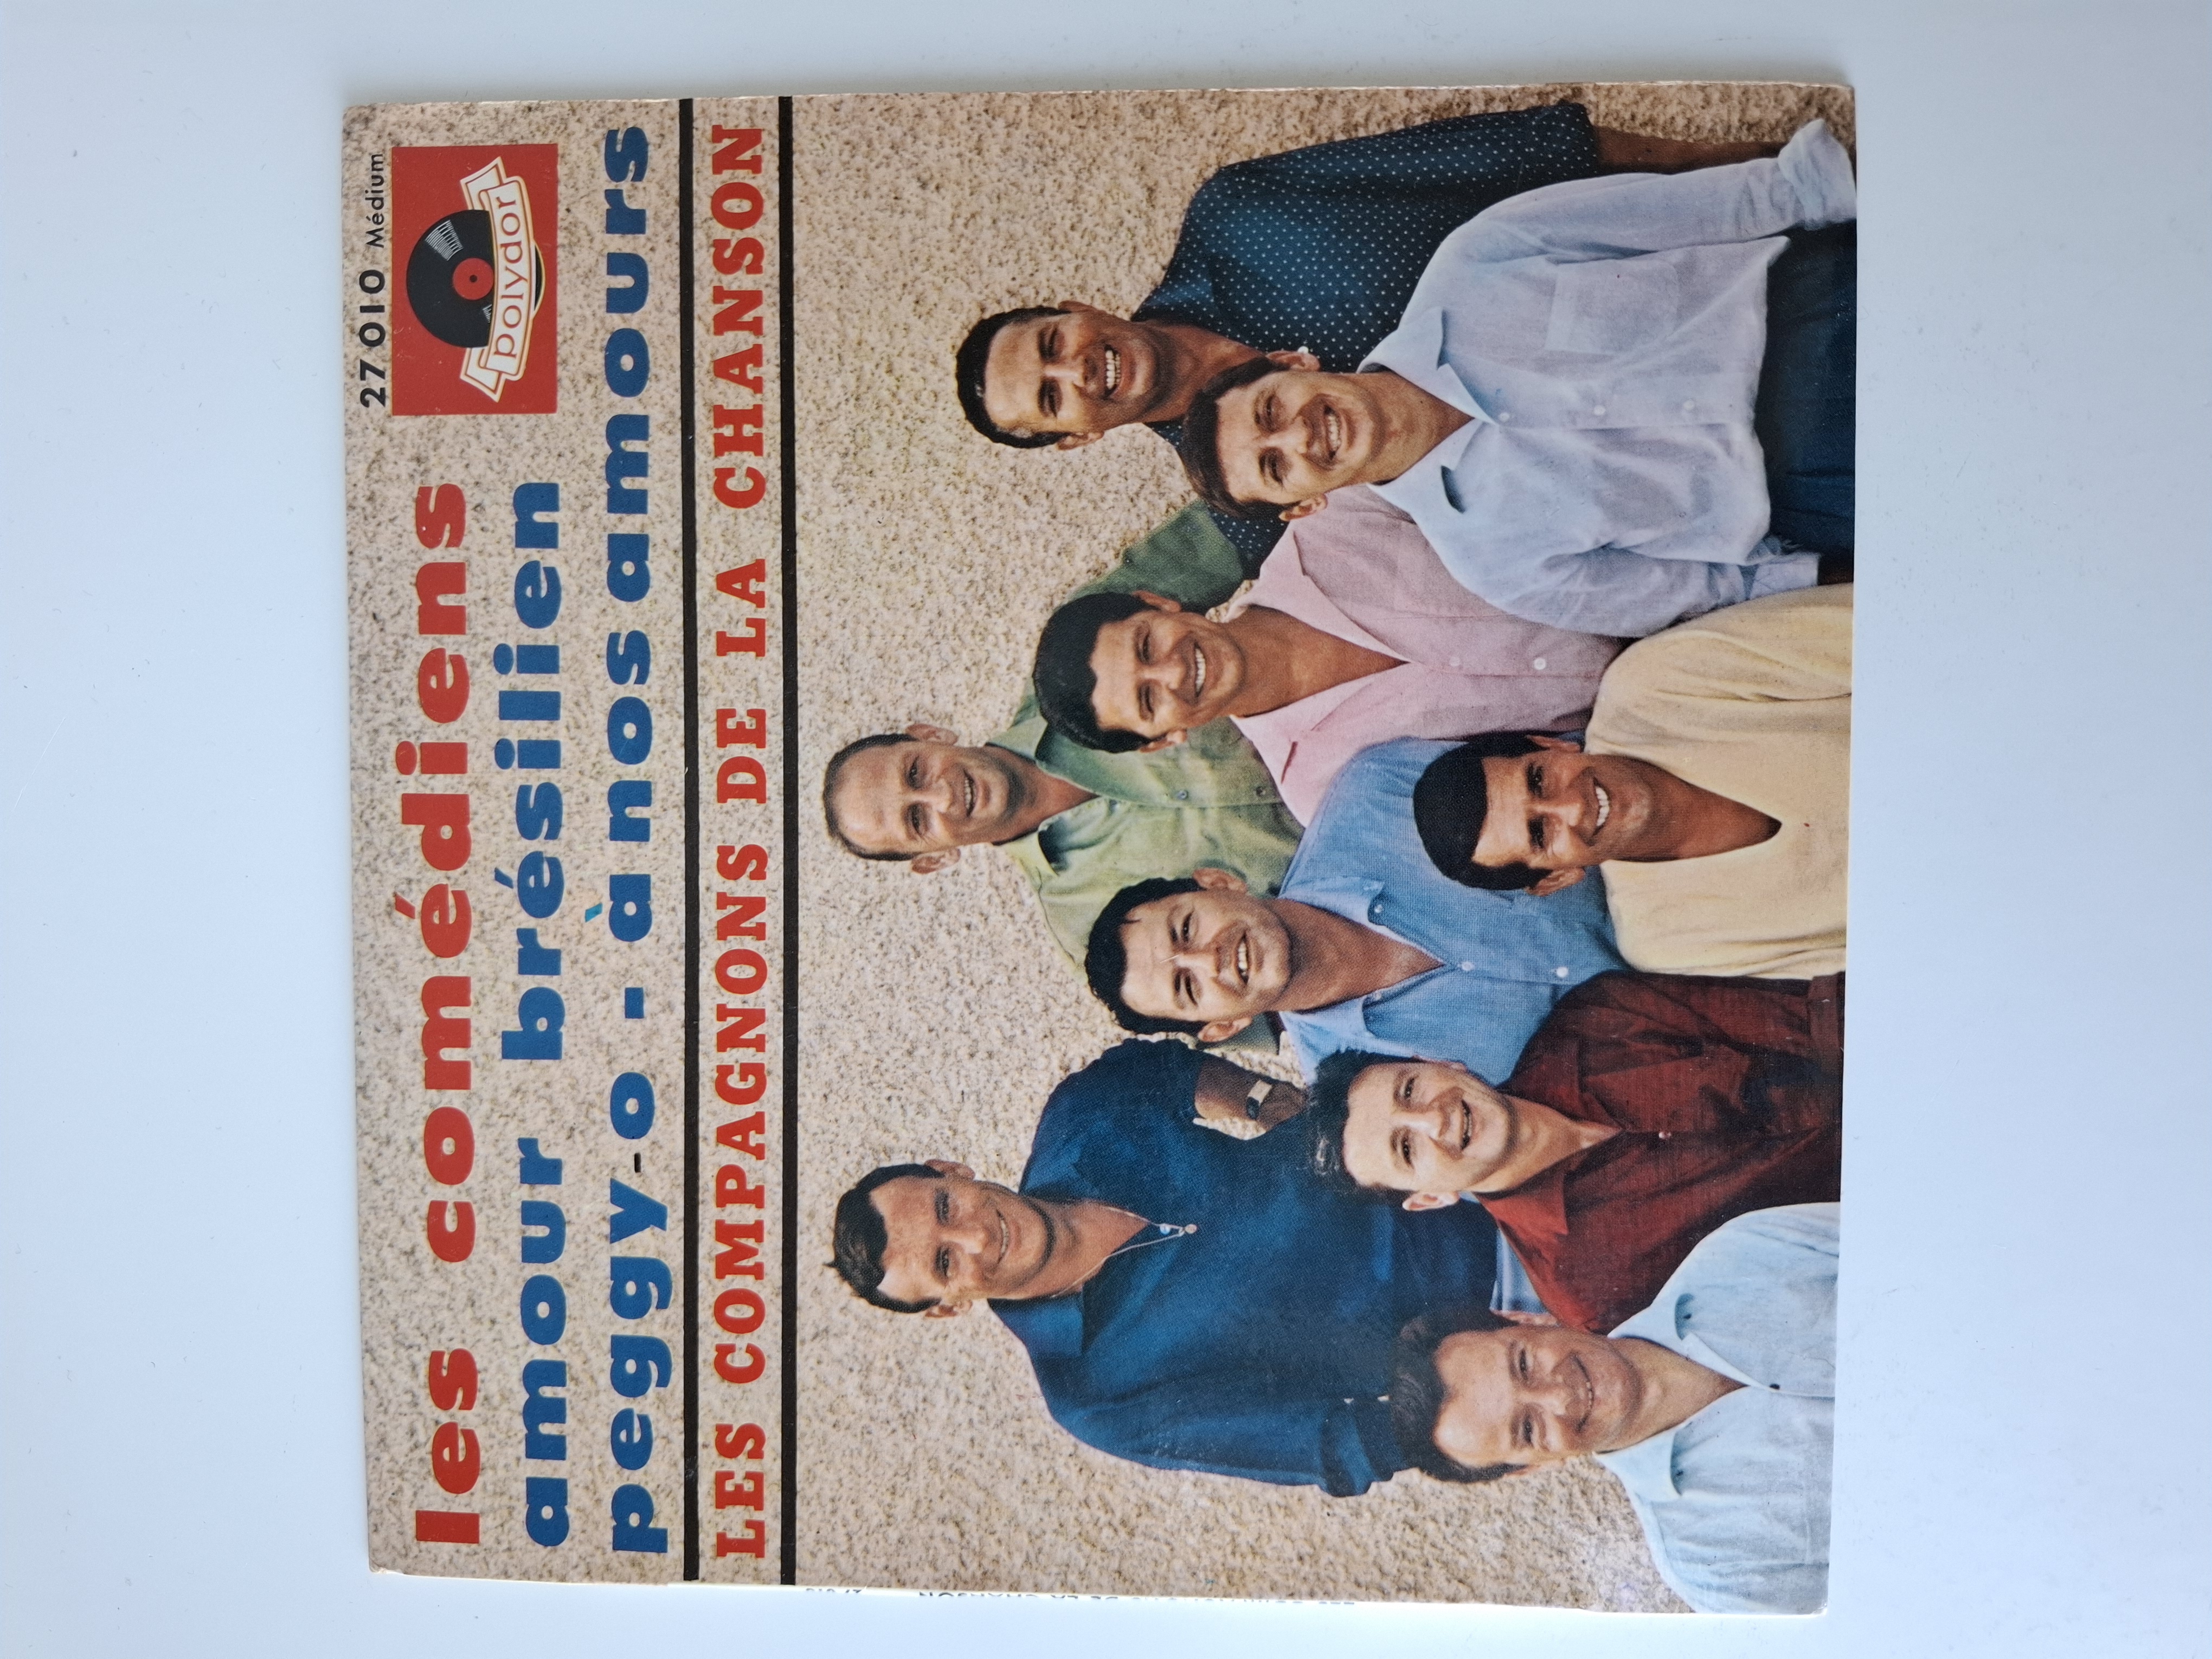 27 010 Médium
polydor
les comédiens
amour brésilien
peggy-o - à nos amours
LES COMPAGNONS DE LA CHANSON